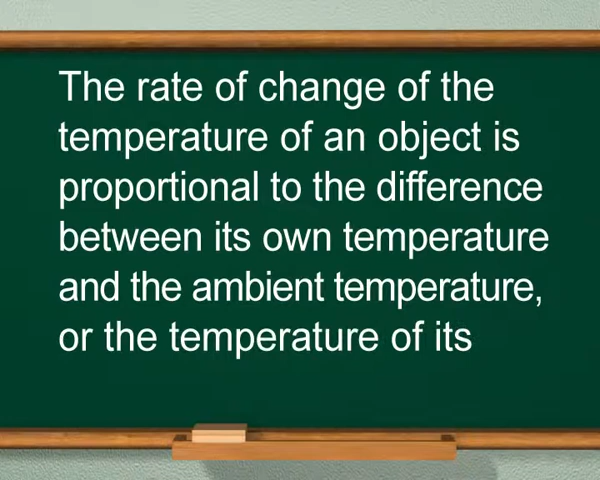 The rate of change of the
temperature of an object is
proportional to the difference
between its own temperature
and the ambient temperature,
or the temperature of its